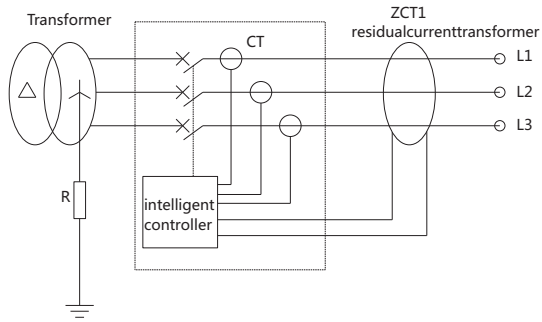 Transformer
CT
ZCT1
residualcurrenttransformer
L1
L2
L3
R
intelligent
controller